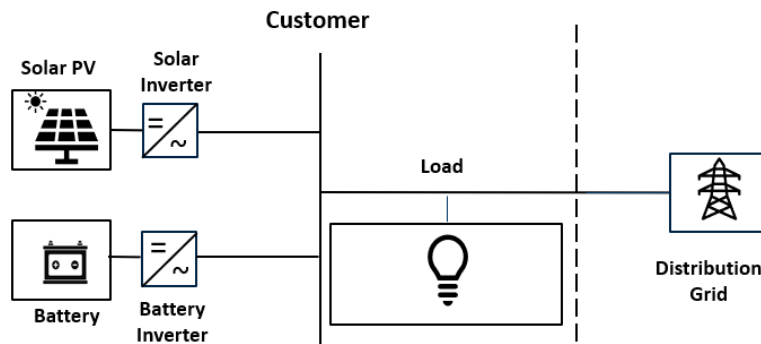 Customer
Solar PV
Solar
Inverter
Load
Battery
Battery
Inverter
Distribution
Grid